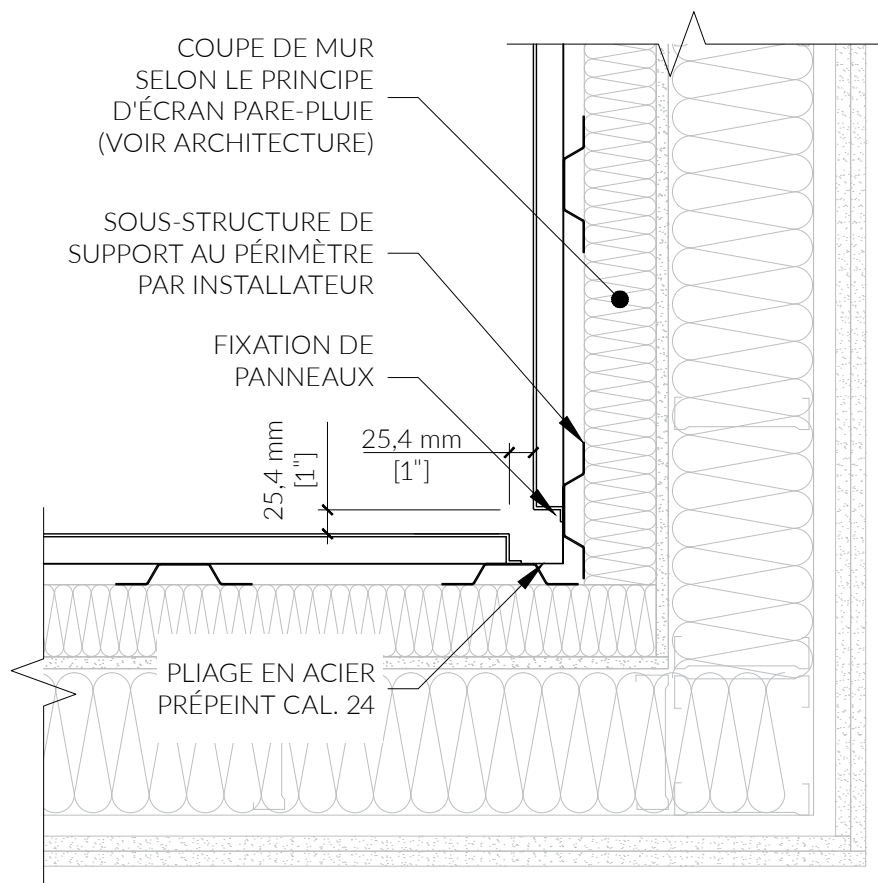 COUPE DE MUR
SELON LE PRINCIPE
D'ÉCRAN PARE-PLUIE
(VOIR ARCHITECTURE)
SOUS-STRUCTURE DE
SUPPORT AU PÉRIMÈTRE
PAR INSTALLATEUR
FIXATION DE
PANNEAUX
25,4 mm
[1"]
25,4 mm
[1"]
PLIAGE EN ACIER
PRÉPEINT CAL. 24